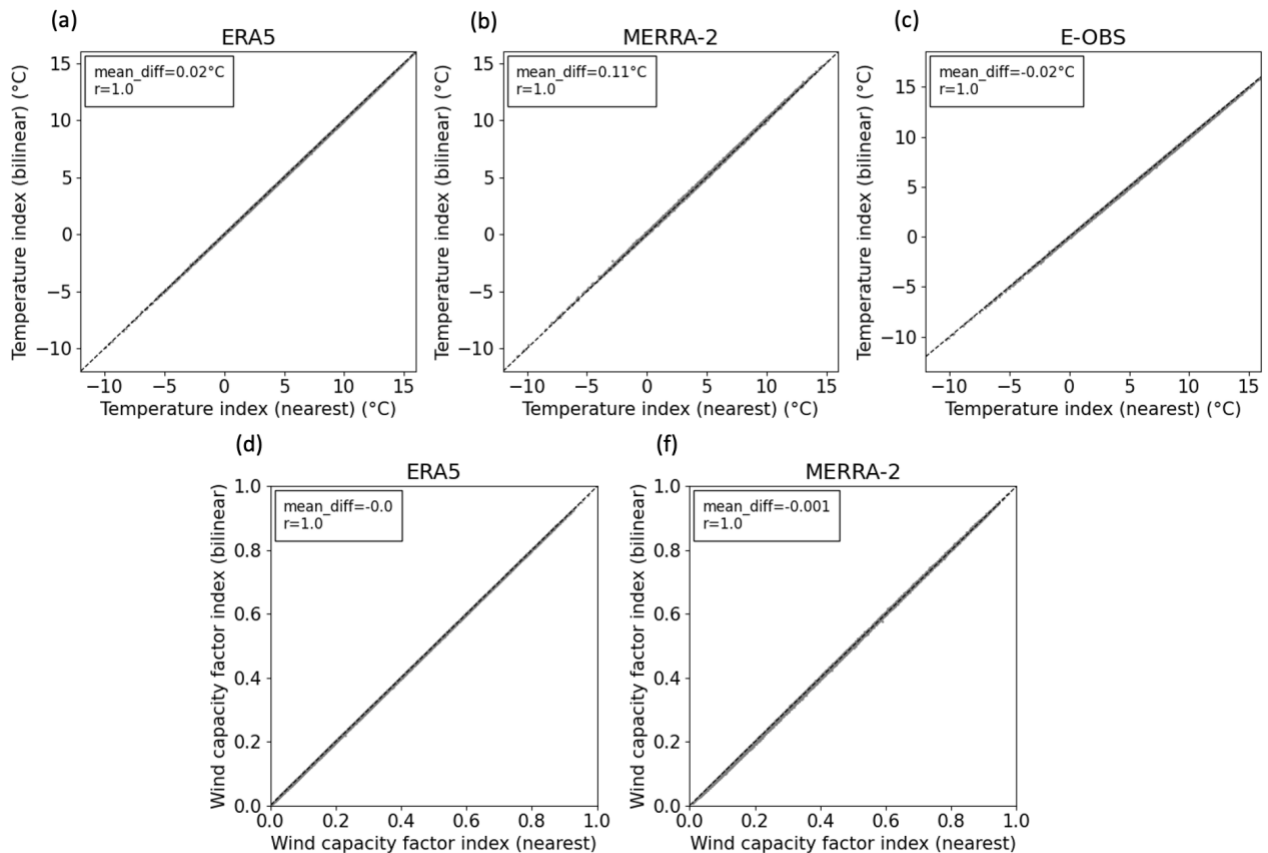 (a)
ERA5
mean_diff=0.02°C
r=1.0
15
10
5
0
−5
−10
Temperature index (bilinear) (°C)
−10 −5 0 5 10 15
Temperature index (nearest) (°C)
(b)
MERRA-2
mean_diff=0.11°C
r=1.0
15
10
5
0
−5
−10
Temperature index (bilinear) (°C)
−10 −5 0 5 10 15
Temperature index (nearest) (°C)
(c)
E-OBS
mean_diff=-0.02°C
r=1.0
15
10
5
0
−5
−10
Temperature index (bilinear) (°C)
−10 −5 0 5 10 15
Temperature index (nearest) (°C)
(d)
ERA5
mean_diff=-0.0
r=1.0
1.0
0.8
0.6
0.4
0.2
0.0
Wind capacity factor index (bilinear)
0.0 0.2 0.4 0.6 0.8 1.0
Wind capacity factor index (nearest)
(f)
MERRA-2
mean_diff=-0.001
r=1.0
1.0
0.8
0.6
0.4
0.2
0.0
Wind capacity factor index (bilinear)
0.0 0.2 0.4 0.6 0.8 1.0
Wind capacity factor index (nearest)